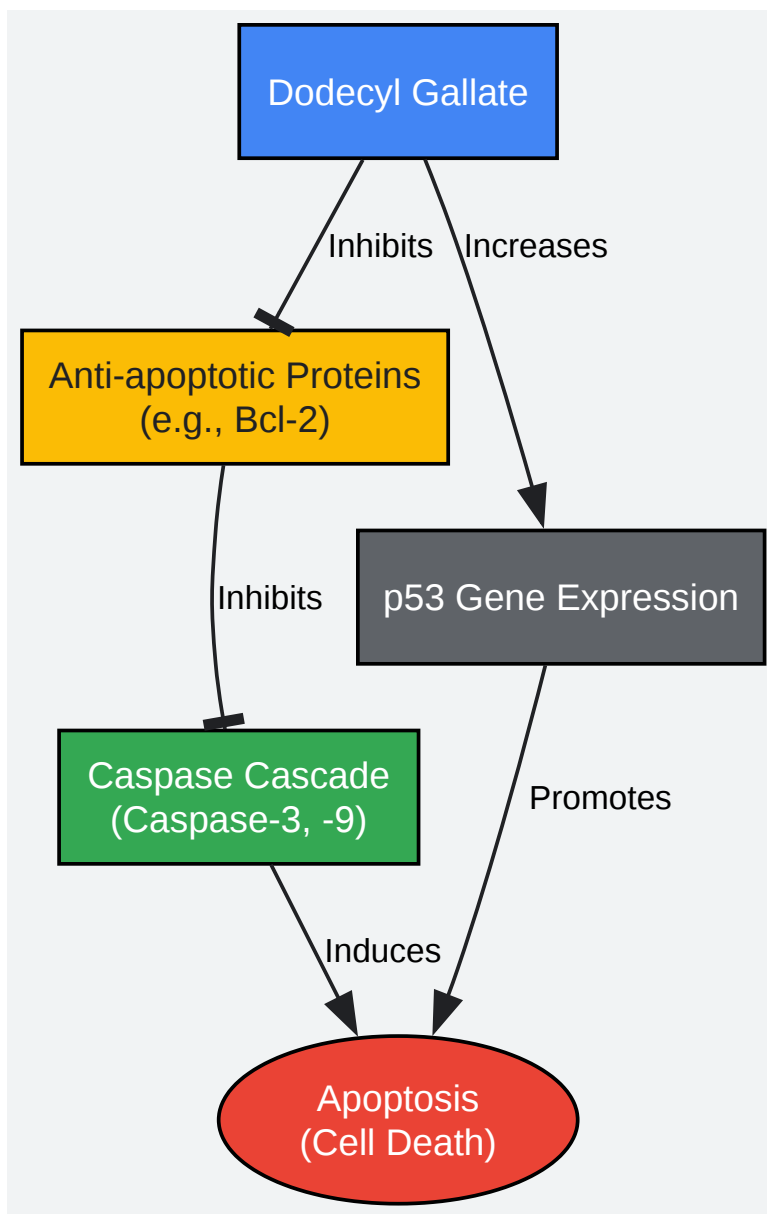 Dodecyl Gallate
Inhibits
Increases
Anti-apoptotic Proteins
(e.g., Bcl-2)
Inhibits
p53 Gene Expression
Caspase Cascade
(Caspase-3, -9)
Promotes
Induces
Apoptosis
(Cell Death)